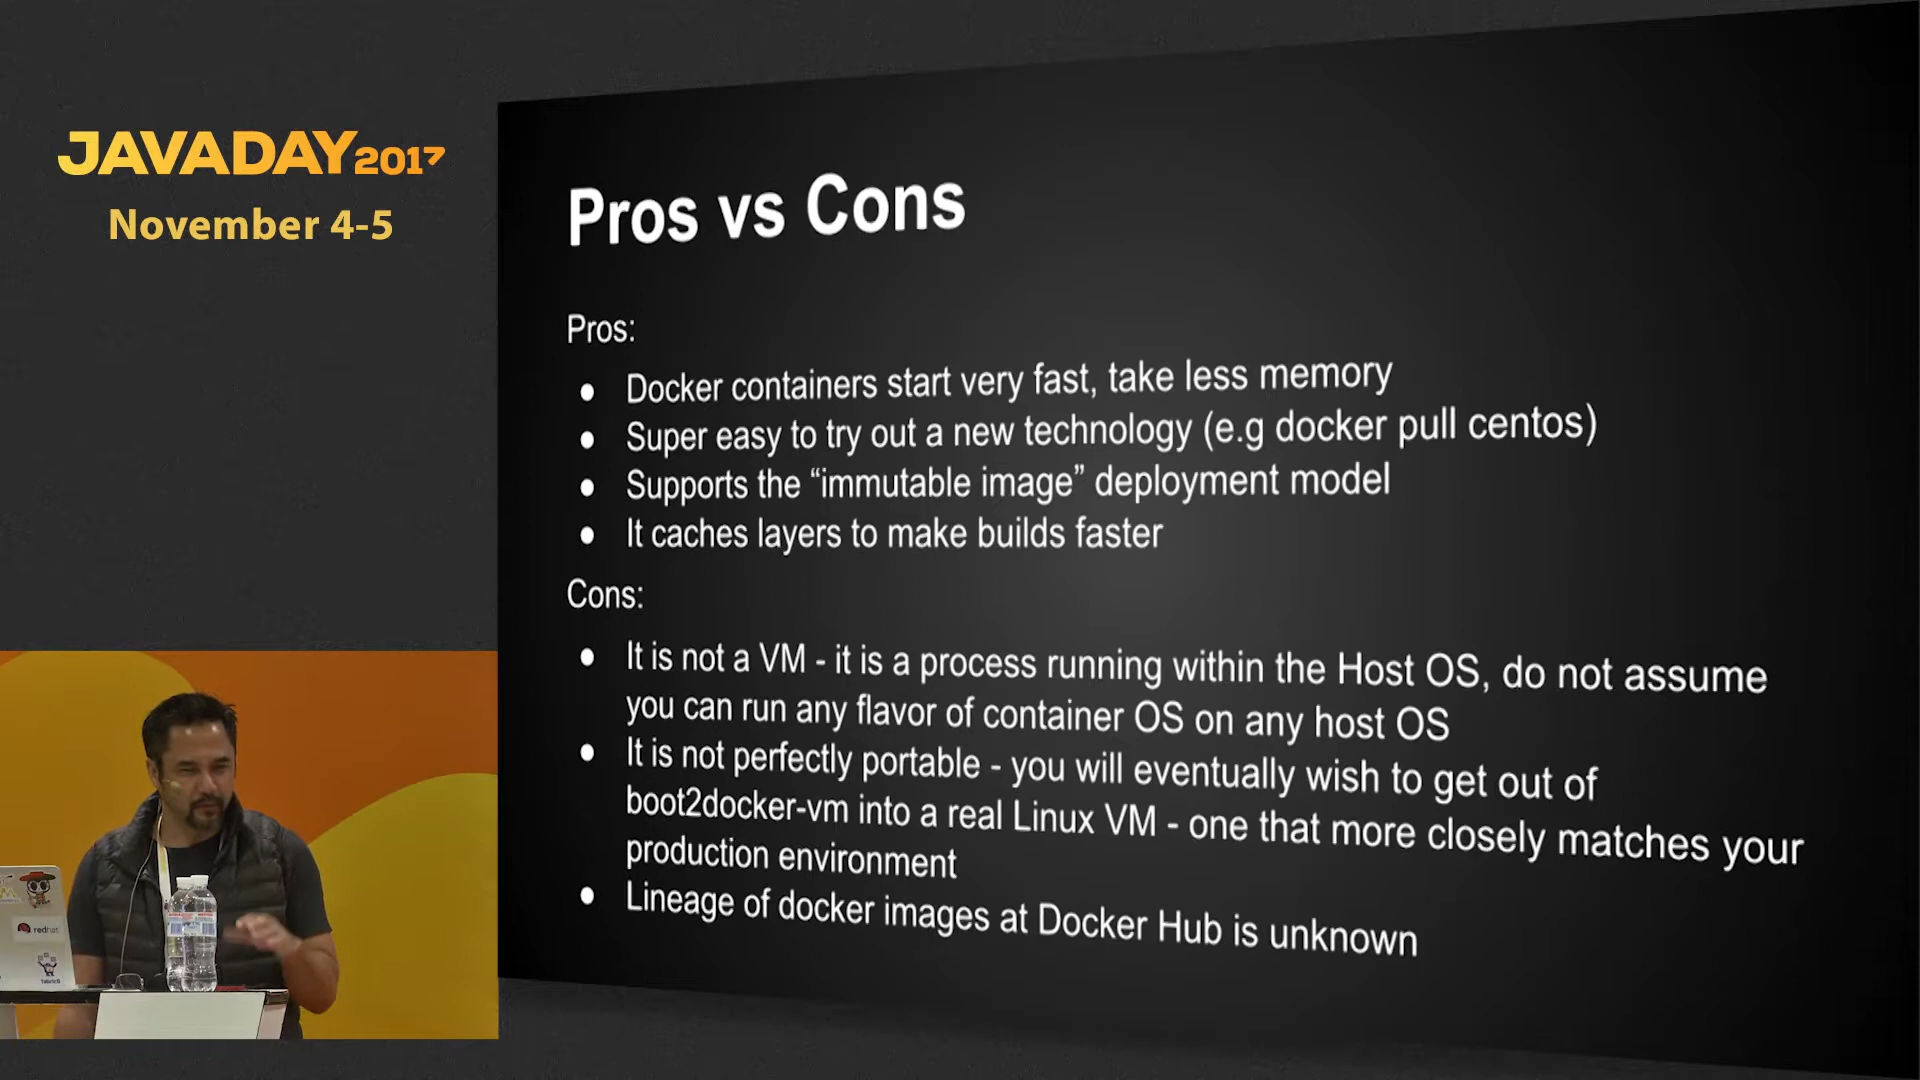 JAVADAY2017
November 4-5
Pros vs Cons
Pros:
● Docker containers start very fast, take less memory
● Super easy to try out a new technology (e.g docker pull centos)
● Supports the “immutable image” deployment model
● It caches layers to make builds faster
Cons:
● It is not a VM - it is a process running within the Host OS, do not assume
you can run any flavor of container OS on any host OS
● It is not perfectly portable - you will eventually wish to get out of
boot2docker-vm into a real Linux VM - one that more closely matches your
production environment
● Lineage of docker images at Docker Hub is unknown
redhat
fabric8